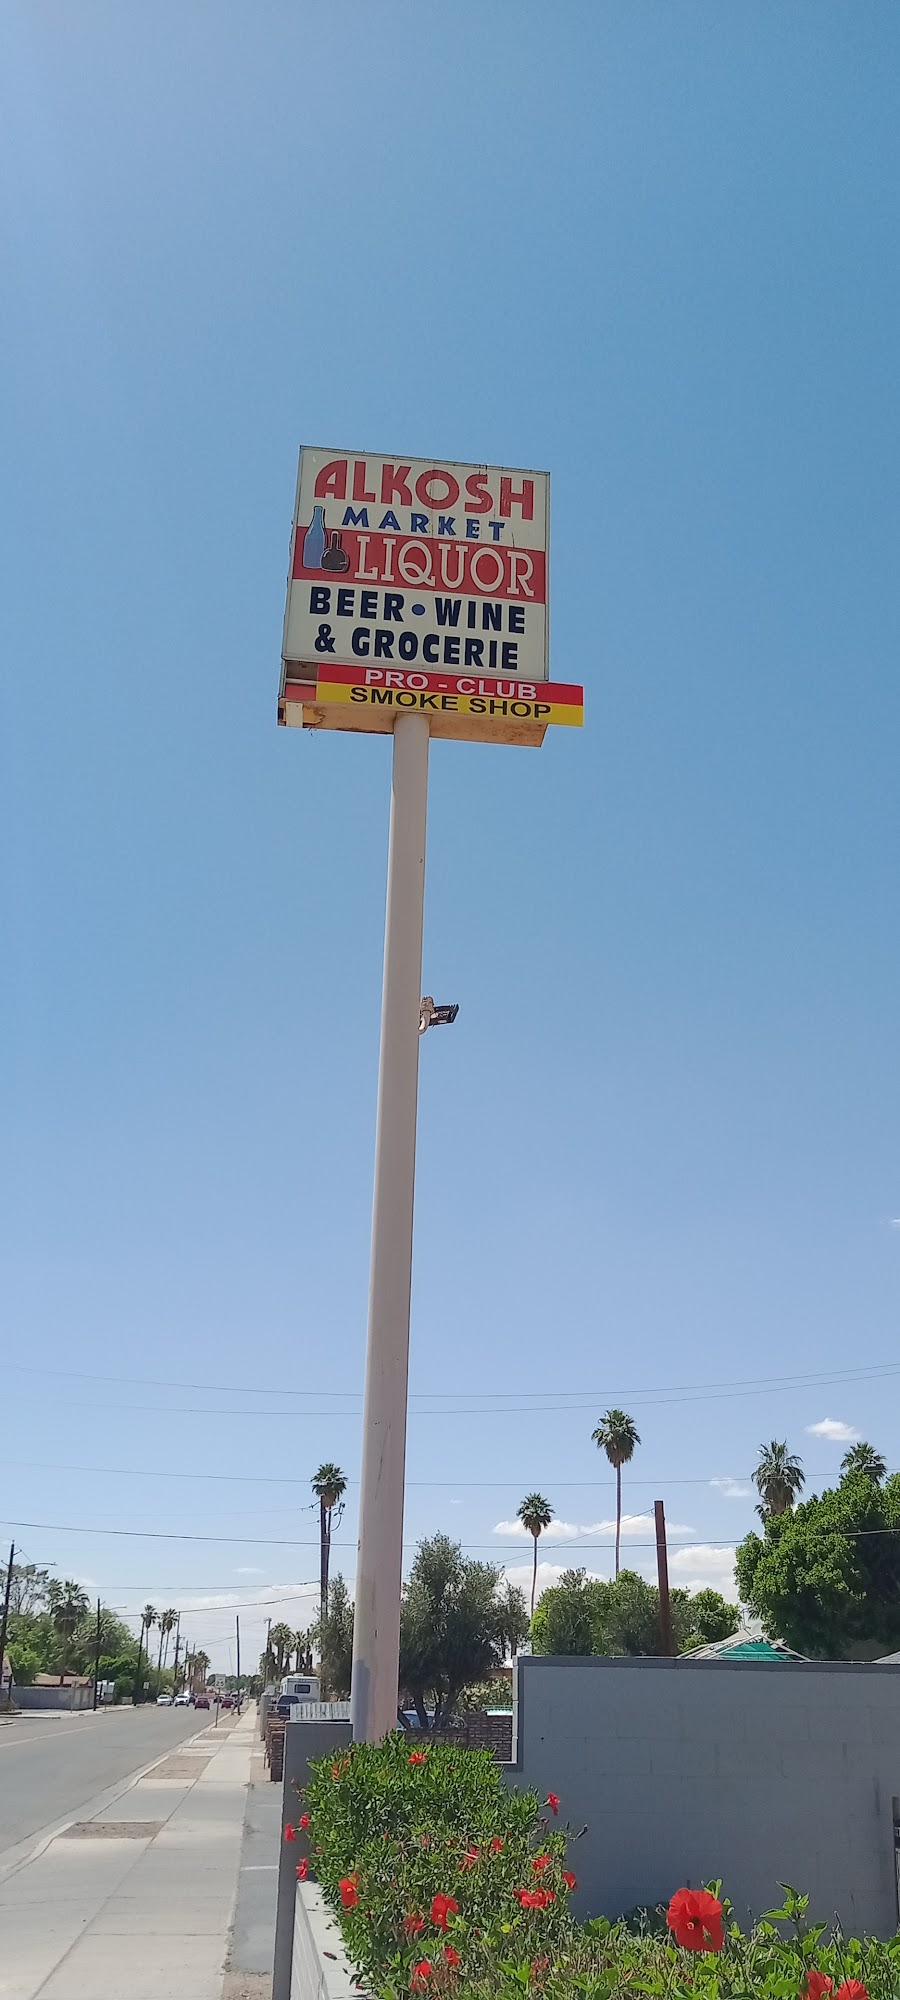 ALKOSH
MARKET
LIQUOR
BEER • WINE
& GROCERIE
PRO - CLUB
SMOKE SHOP